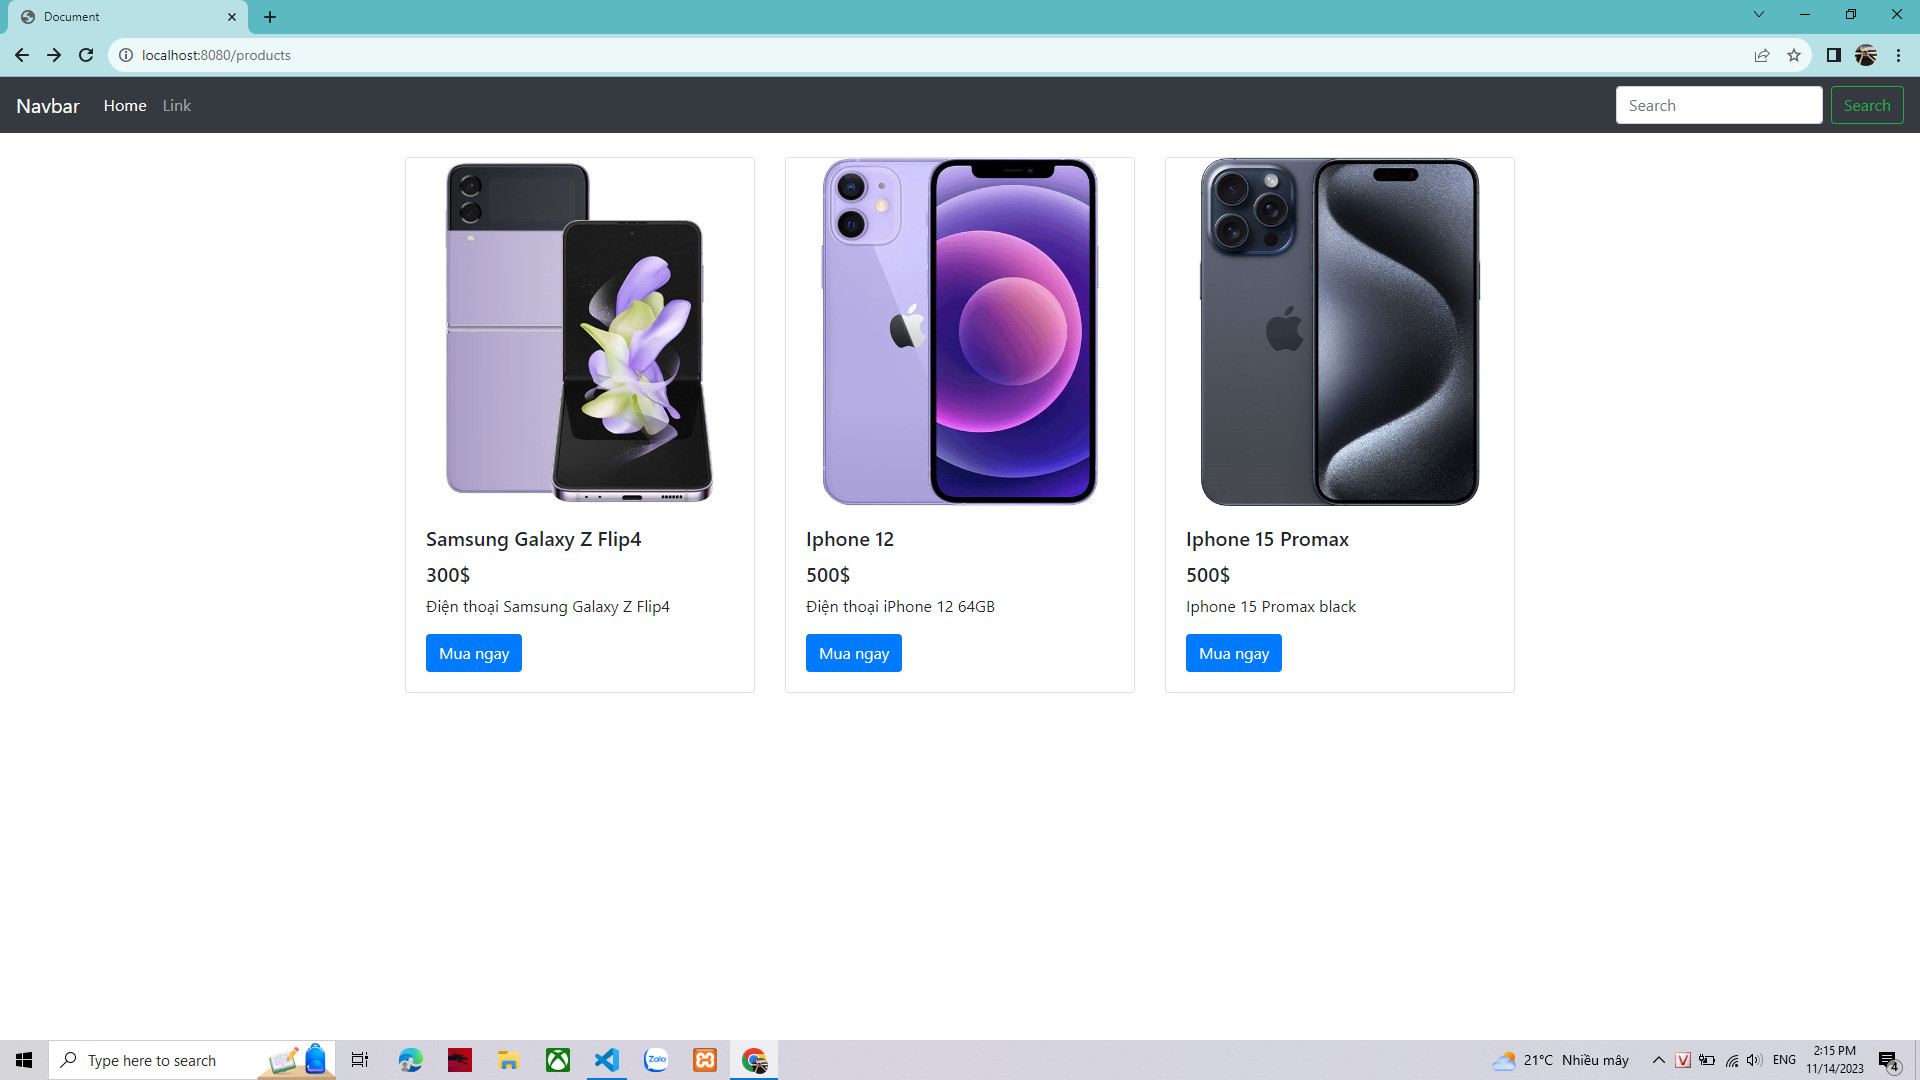 Document
localhost:8080/products
Navbar Home Link Search Search
Samsung Galaxy Z Flip4
300$
Điện thoại Samsung Galaxy Z Flip4
Mua ngay
Iphone 12
500$
Điện thoại iPhone 12 64GB
Mua ngay
Iphone 15 Promax
500$
Iphone 15 Promax black
Mua ngay
Type here to search
Zalo
21°C Nhiều mây
V
ENG
2:15 PM
11/14/2023
4